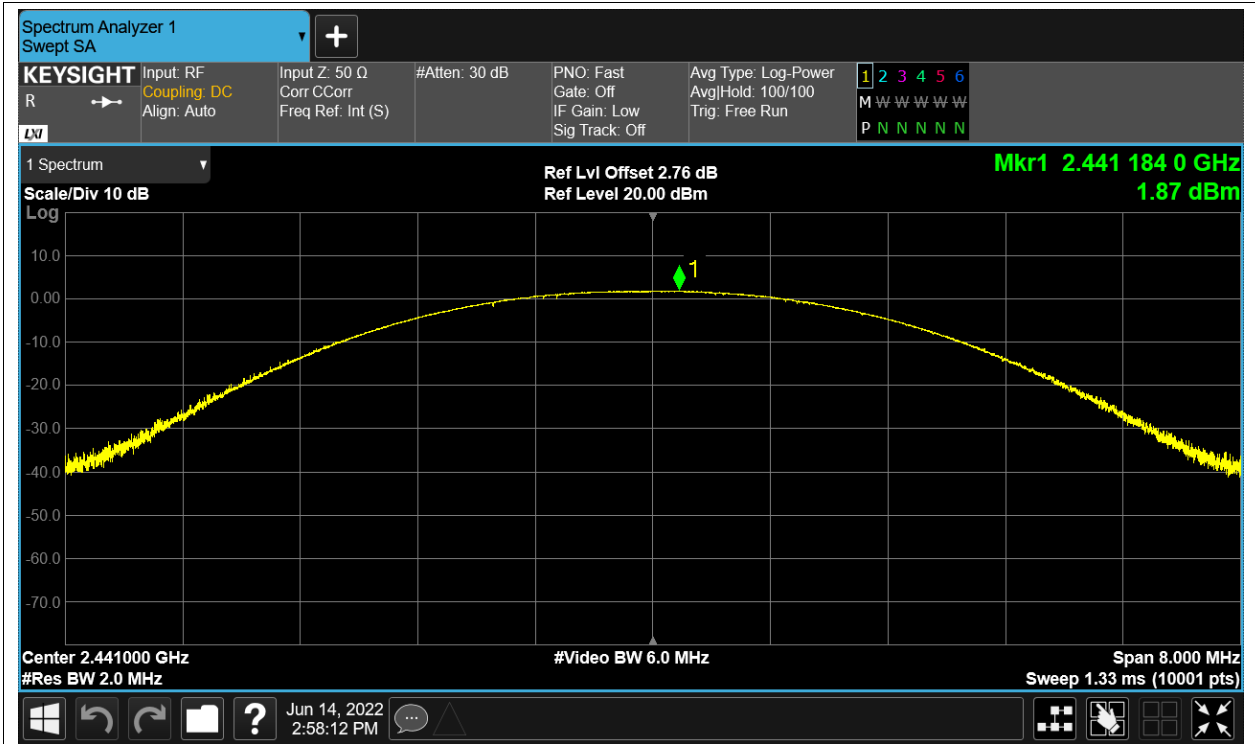 Spectrum Analyzer 1
Swept SA
KEYSIGHT
R
LXI
Input: RF
Coupling: DC
Align: Auto
Input Z: 50 Ω
Corr CCorr
Freq Ref: Int (S)
#Atten: 30 dB
PNO: Fast
Gate: Off
IF Gain: Low
Sig Track: Off
Avg Type: Log-Power
Avg|Hold: 100/100
Trig: Free Run
1 2 3 4 5 6
M W W W W W
P N N N N N
1 Spectrum
Scale/Div 10 dB
Log
Ref Lvl Offset 2.76 dB
Ref Level 20.00 dBm
Mkr1 2.441 184 0 GHz
1.87 dBm
1
10.0
0.00
-10.0
-20.0
-30.0
-40.0
-50.0
-60.0
-70.0
Center 2.441000 GHz
#Res BW 2.0 MHz
#Video BW 6.0 MHz
Span 8.000 MHz
Sweep 1.33 ms (10001 pts)
?
Jun 14, 2022
2:58:12 PM